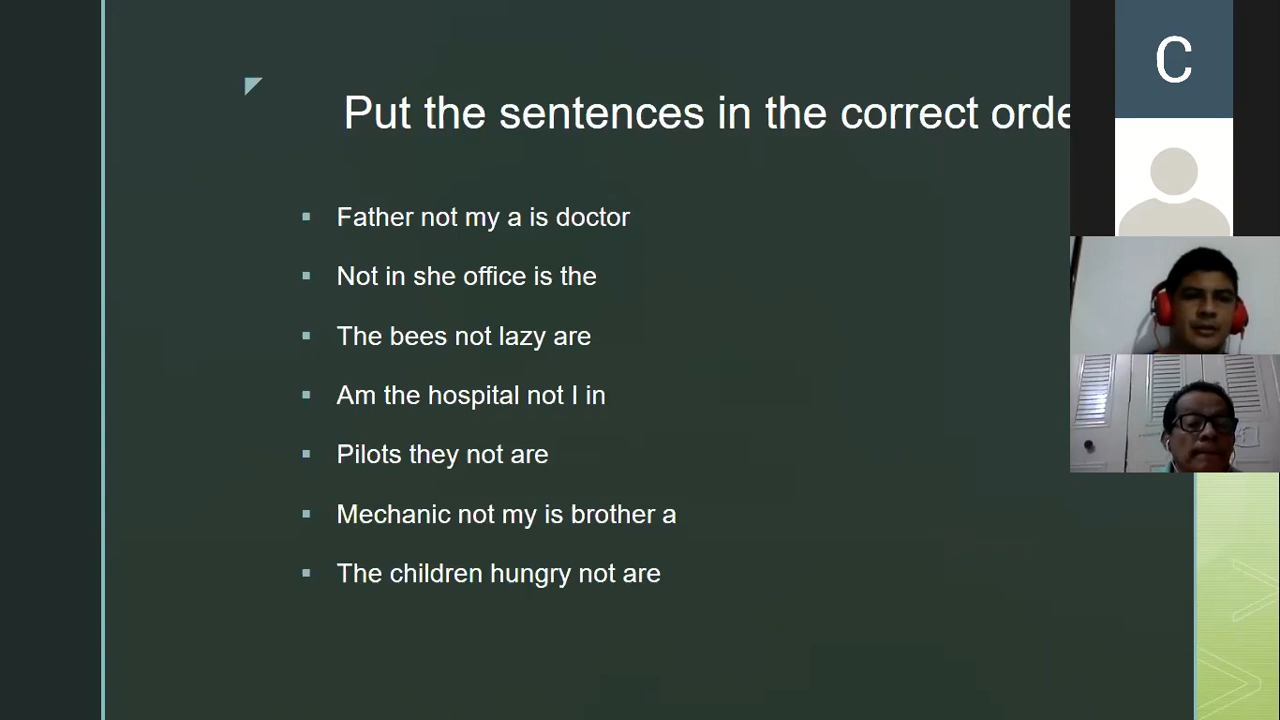 Put the sentences in the correct orde
Father not my a is doctor
Not in she office is the
The bees not lazy are
Am the hospital not I in
Pilots they not are
Mechanic not my is brother a
The children hungry not are
C